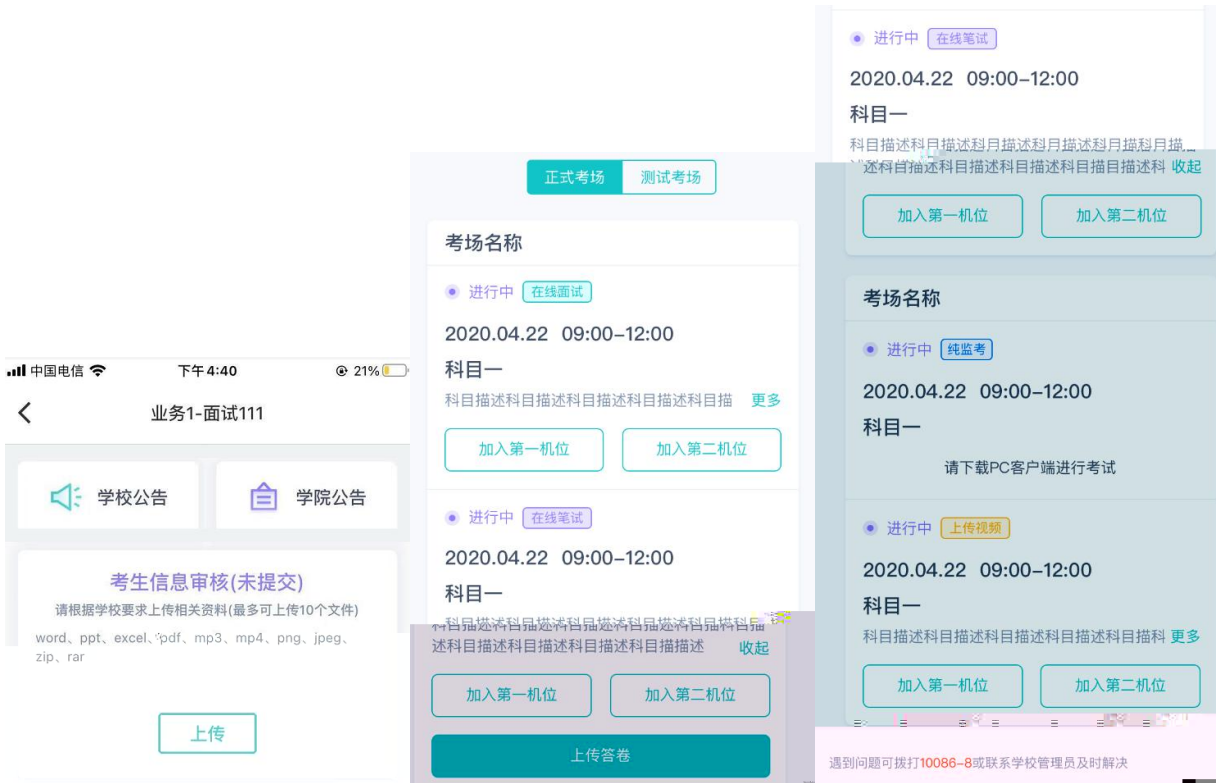 中国电信
下午4:40
21%
业务1-面试111
学校公告
学院公告
考生信息审核(未提交)
请根据学校要求上传相关资料(最多可上传10个文件)
word、ppt、excel、pdf、mp3、mp4、png、jpeg、
zip、rar
上传
正式考场
测试考场
考场名称
进行中 在线面试
2020.04.22 09:00-12:00
科目一
科目描述科目描述科目描述科目描述科目描 更多
加入第一机位
加入第二机位
进行中 在线笔试
2020.04.22 09:00-12:00
科目一
述科目描述科目描述科目描述科目描描述 收起
加入第一机位
加入第二机位
上传答卷
进行中 在线笔试
2020.04.22 09:00-12:00
科目一
述科目描述科目描述科目描述科目描目描述科 收起
加入第一机位
加入第二机位
考场名称
进行中 纯监考
2020.04.22 09:00-12:00
科目一
请下载PC客户端进行考试
进行中 上传视频
2020.04.22 09:00-12:00
科目一
科目描述科目描述科目描述科目描述科目描科 更多
加入第一机位
加入第二机位
遇到问题可拨打10086-8或联系学校管理员及时解决